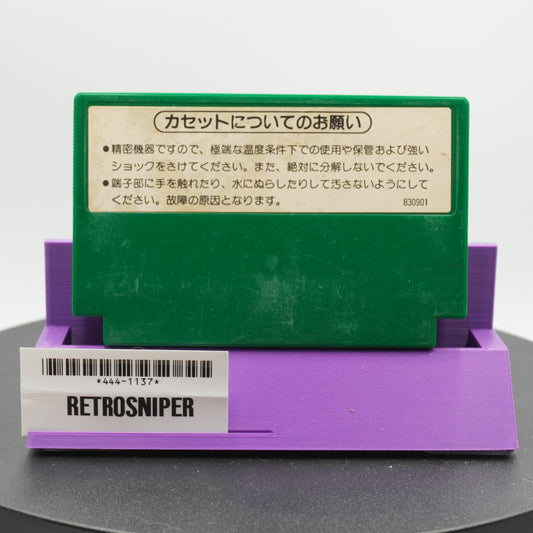 カセットについてのお願い
●精密機器ですので、極端な温度条件下での使用や保管および強い
ショックをさけてください。また、絶対に分解しないでください。
●端子部に手を触れたり、水にぬらしたりして汚さないようにして
ください。故障の原因となります。 830901
*444-1137*
RETROSNIPER